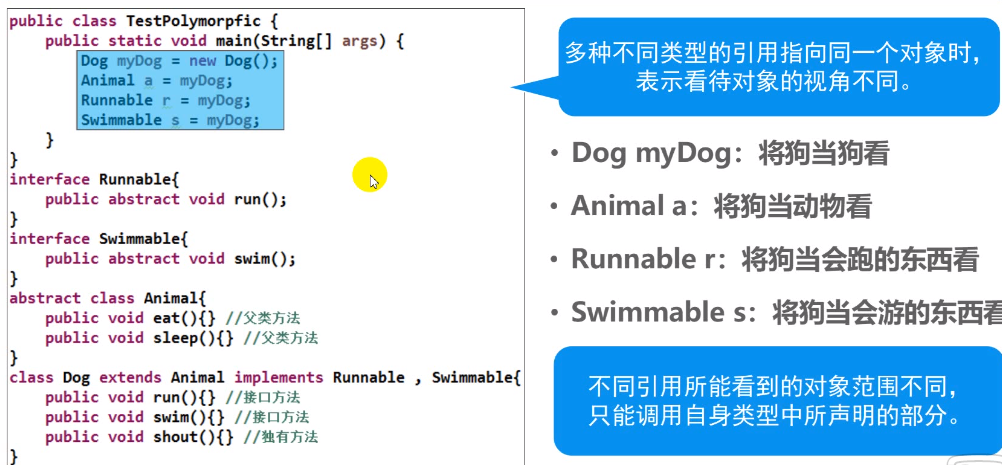 public class TestPolymorpfic {
public static void main(String[] args) {
Dog myDog = new Dog();
Animal a = myDog;
Runnable r = myDog;
Swimmable s = myDog;
}
}
interface Runnable{
public abstract void run();
}
interface Swimmable{
public abstract void swim();
}
abstract class Animal{
public void eat(){} //父类方法
public void sleep(){} //父类方法
}
class Dog extends Animal implements Runnable , Swimmable{
public void run(){} //接口方法
public void swim(){} //接口方法
public void shout(){} //独有方法
}
多种不同类型的引用指向同一个对象时，
表示看待对象的视角不同。
• Dog myDog：将狗当狗看
• Animal a：将狗当动物看
• Runnable r：将狗当会跑的东西看
• Swimmable s：将狗当会游的东西看
不同引用所能看到的对象范围不同，
只能调用自身类型中所声明的部分。